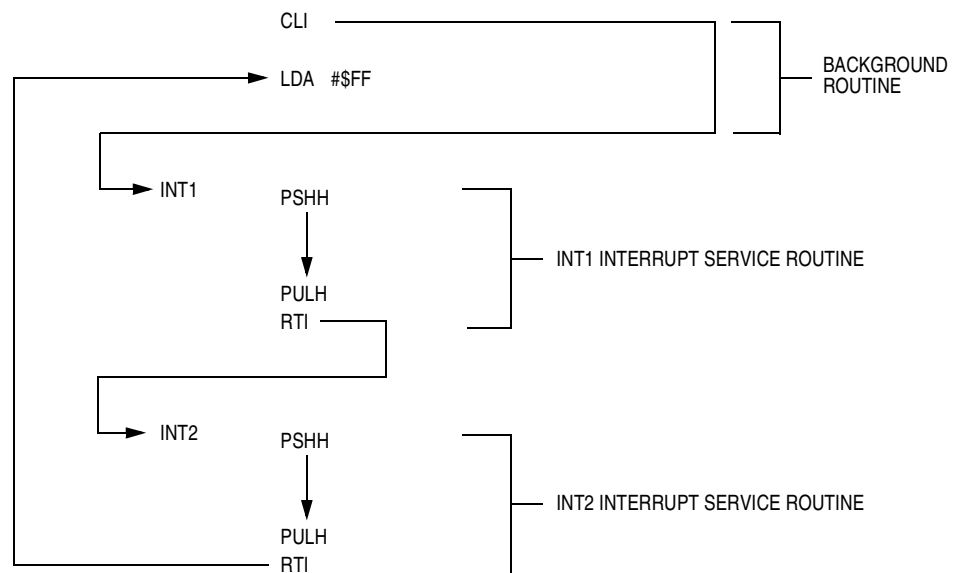 CLI
LDA #$FF
BACKGROUND
ROUTINE
INT1
PSHH
INT1 INTERRUPT SERVICE ROUTINE
PULH
RTI
INT2
PSHH
INT2 INTERRUPT SERVICE ROUTINE
PULH
RTI